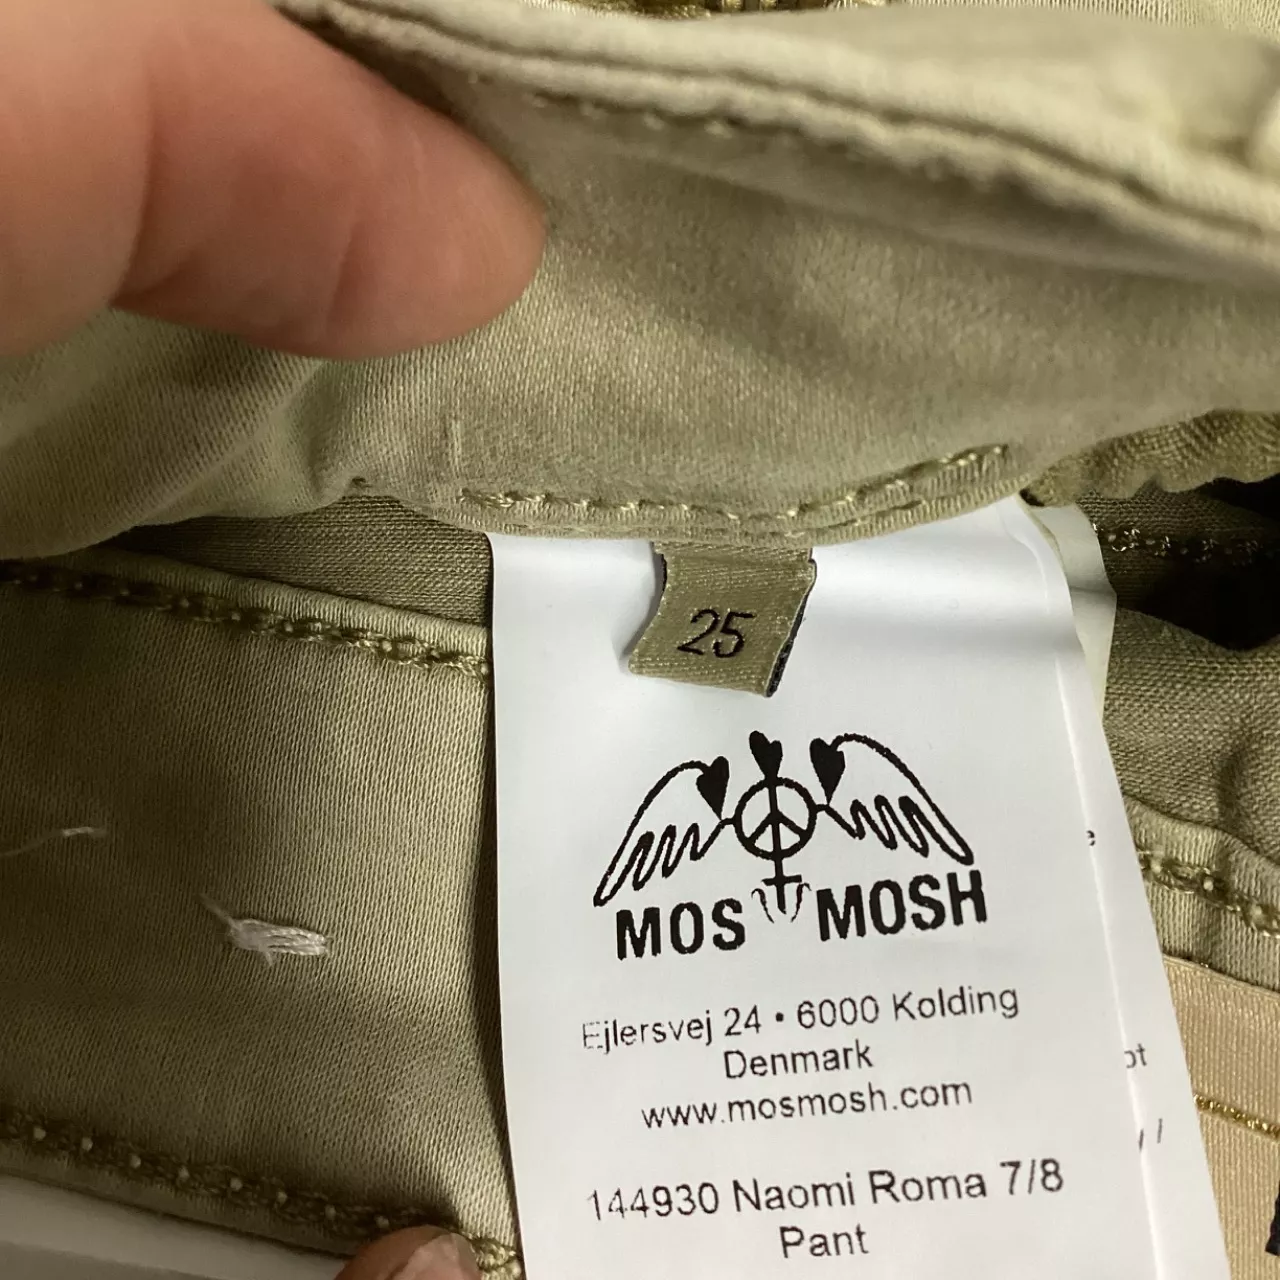 25
MOS MOSH
Ejlersvej 24 • 6000 Kolding
Denmark
www.mosmosh.com
144930 Naomi Roma 7/8
Pant